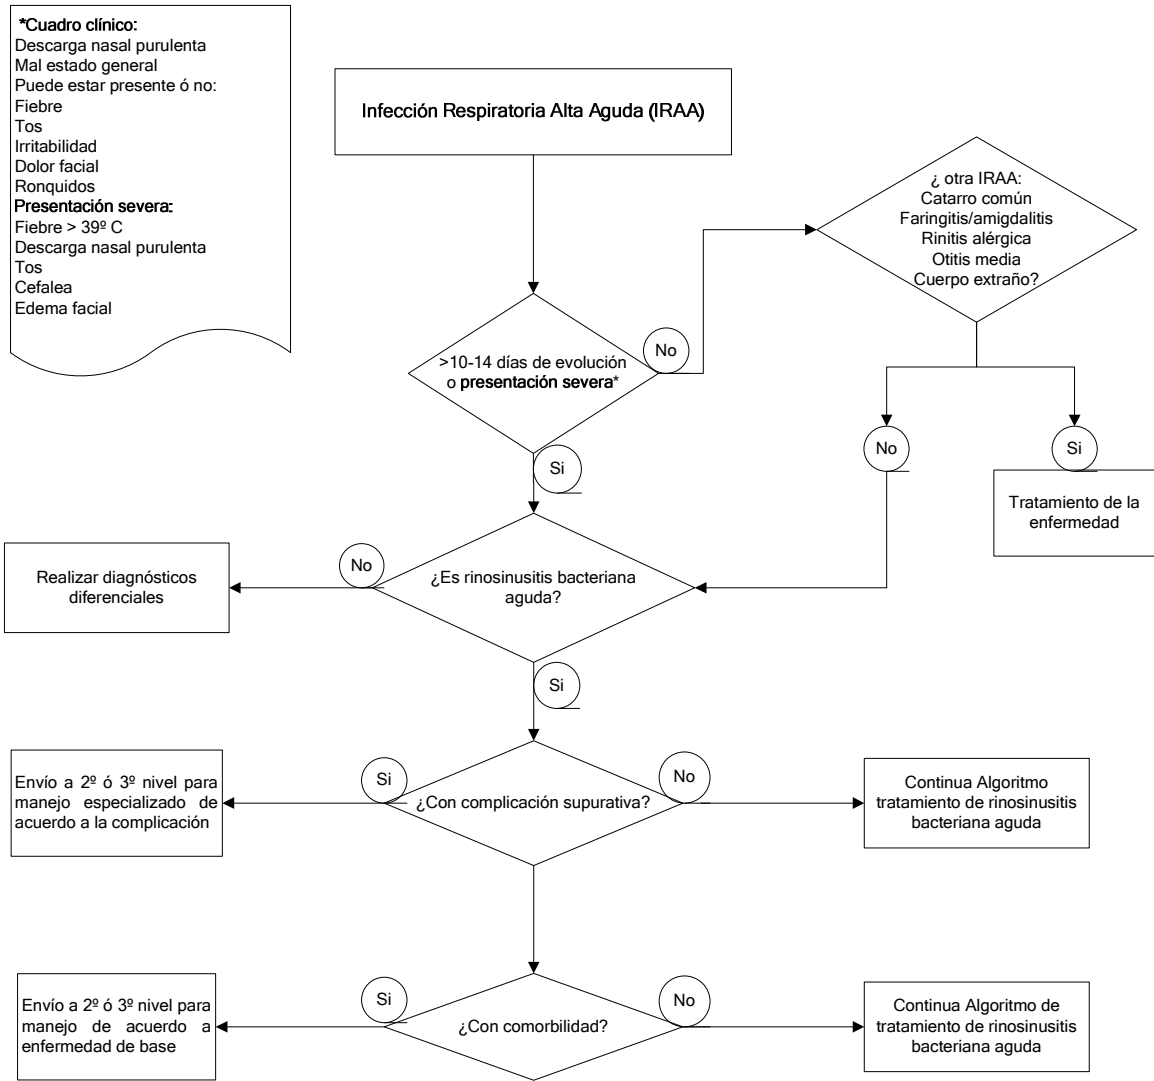 *Cuadro clínico:
Descarga nasal purulenta
Mal estado general
Puede estar presente ó no:
Fiebre
Tos
Irritabilidad
Dolor facial
Ronquidos
Presentación severa:
Fiebre > 39º C
Descarga nasal purulenta
Tos
Cefalea
Edema facial
Infección Respiratoria Alta Aguda (IRAA)
¿ otra IRAA:
Catarro común
Faringitis/amigdalitis
Rinitis alérgica
Otitis media
Cuerpo extraño?
>10-14 días de evolución
o presentación severa*
No
Si
No
Si
Tratamiento de la
enfermedad
¿Es rinosinusitis bacteriana
aguda?
No
Realizar diagnósticos
diferenciales
Si
¿Con complicación supurativa?
Si
Envío a 2º ó 3º nivel para
manejo especializado de
acuerdo a la complicación
No
Continua Algoritmo
tratamiento de rinosinusitis
bacteriana aguda
¿Con comorbilidad?
Si
Envío a 2º ó 3º nivel para
manejo de acuerdo a
enfermedad de base
No
Continua Algoritmo de
tratamiento de rinosinusitis
bacteriana aguda